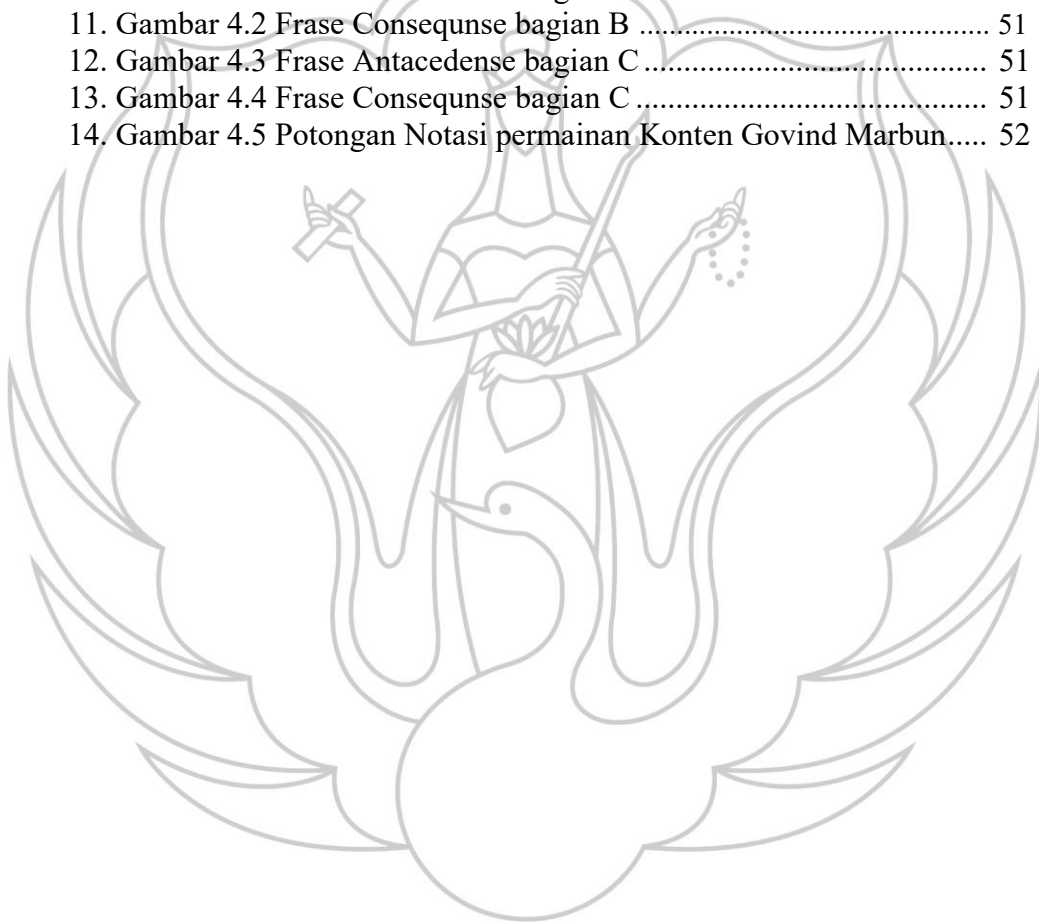 11. Gambar 4.2 Frase Consequnse bagian B ........................................ 51
12. Gambar 4.3 Frase Antacedense bagian C ....................................... 51
13. Gambar 4.4 Frase Consequnse bagian C ........................................ 51
14. Gambar 4.5 Potongan Notasi permainan Konten Govind Marbun..... 52